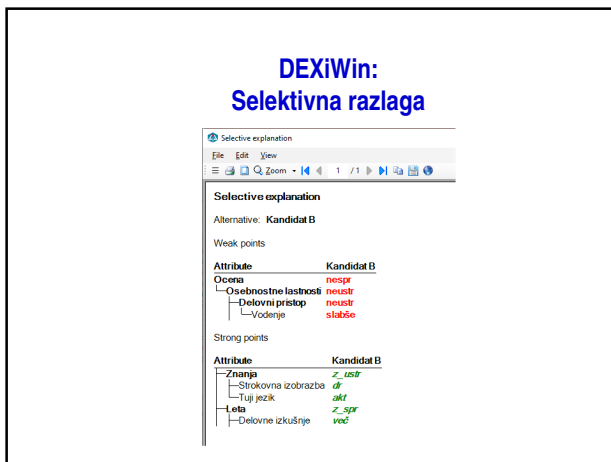 DEXiWin:
Selektivna razlaga
Selective explanation
File Edit View
Zoom 1 / 1
Selective explanation
Alternative: Kandidat B
Weak points
Attribute Kandidat B
Ocena nespr
Osebnostne lastnosti neustr
Delovni pristop neustr
Vodenje slabše
Strong points
Attribute Kandidat B
Znanja z_ustr
Strokovna izobrazba dr
Tuji jezik akt
Leta z_spr
Delovne izkušnje več